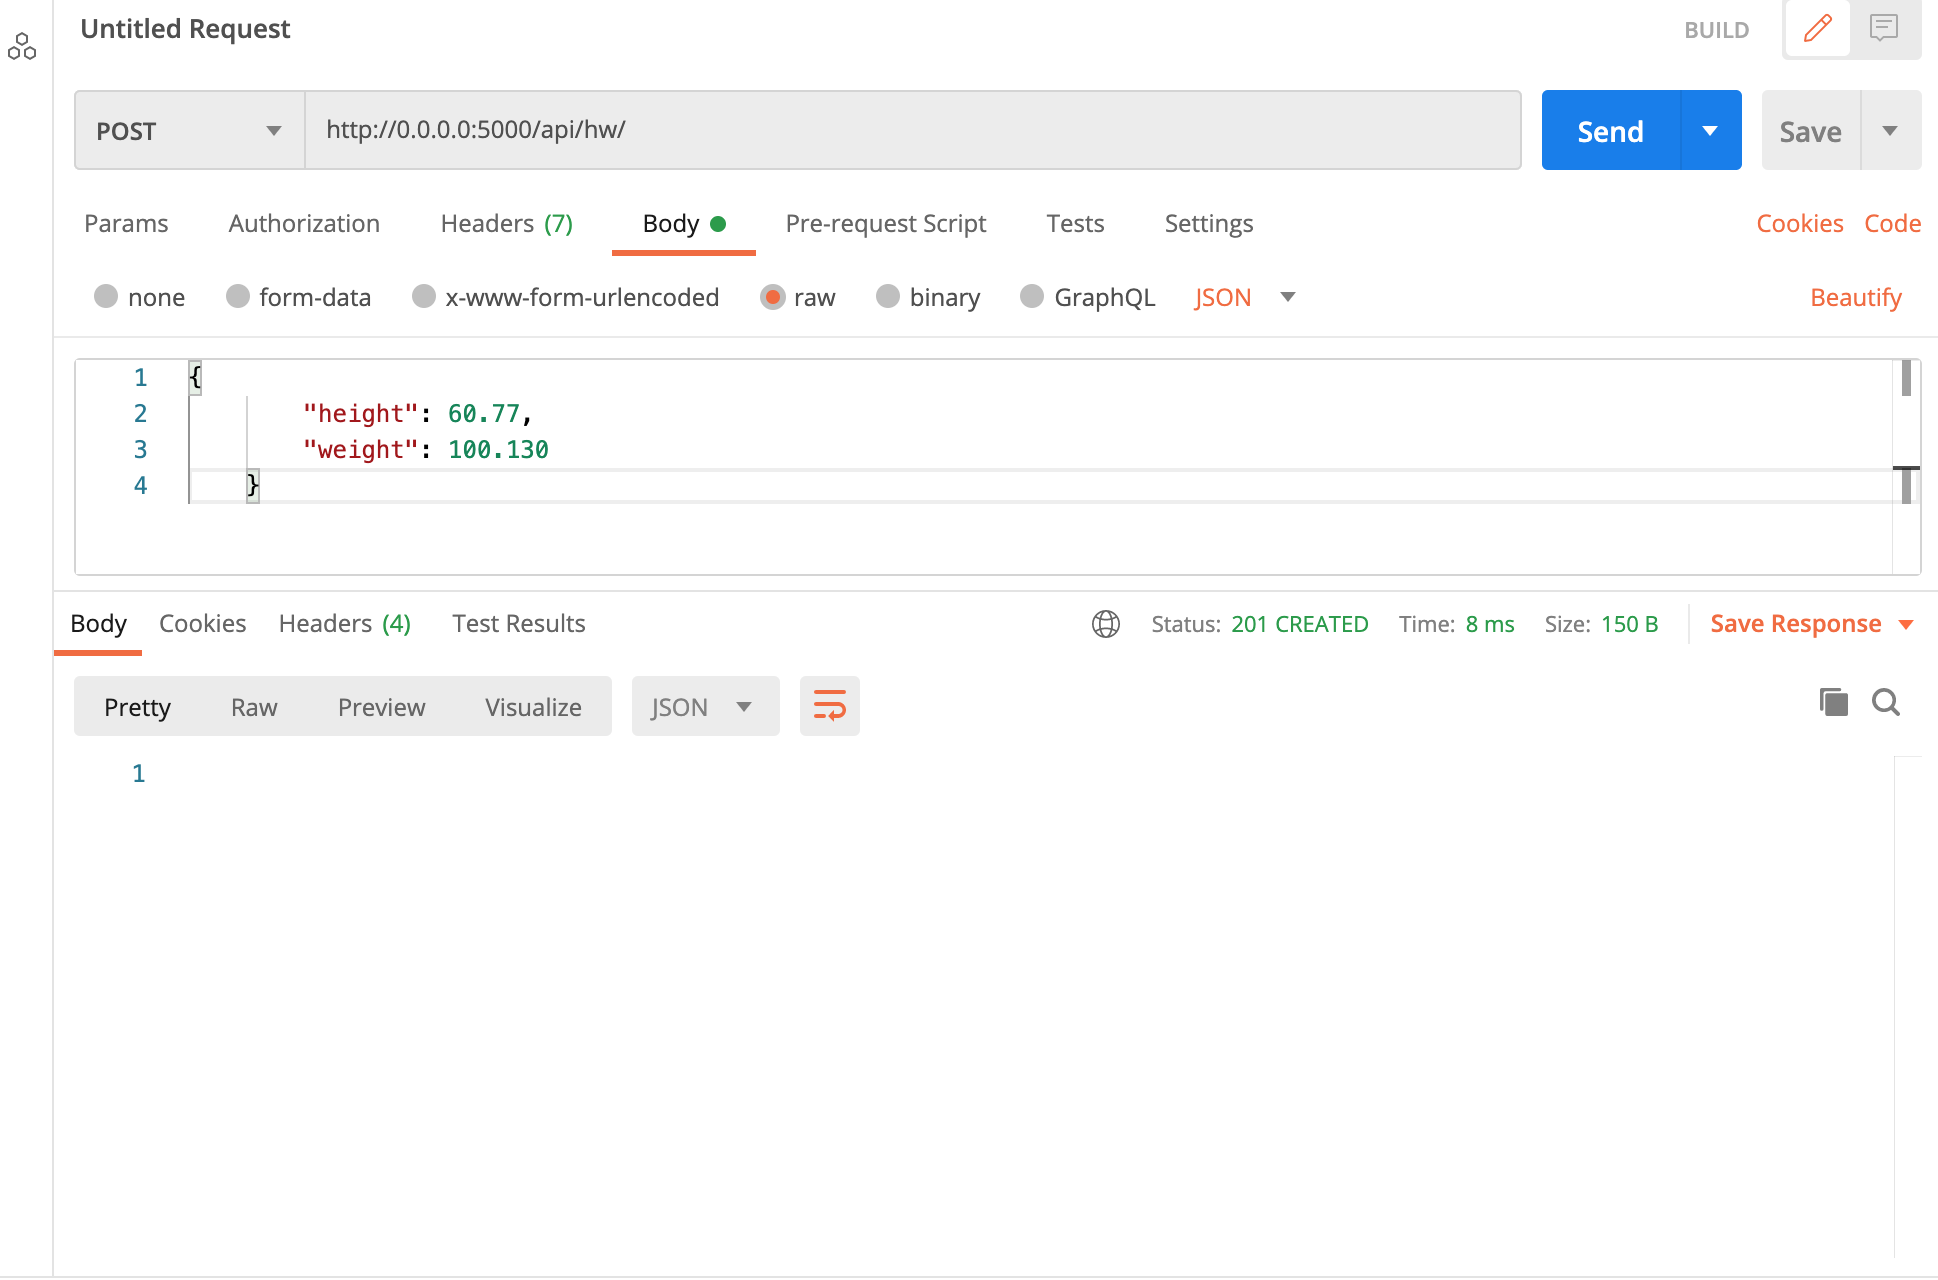 Untitled Request
BUILD
POST
http://0.0.0.0:5000/api/hw/
Send
Save
Params Authorization Headers (7) Body Pre-request Script Tests Settings Cookies Code
none form-data x-www-form-urlencoded raw binary GraphQL JSON Beautify
1 {
2 "height": 60.77,
3 "weight": 100.130
4 }
Body Cookies Headers (4) Test Results Status: 201 CREATED Time: 8 ms Size: 150 B Save Response
Pretty Raw Preview Visualize JSON
1